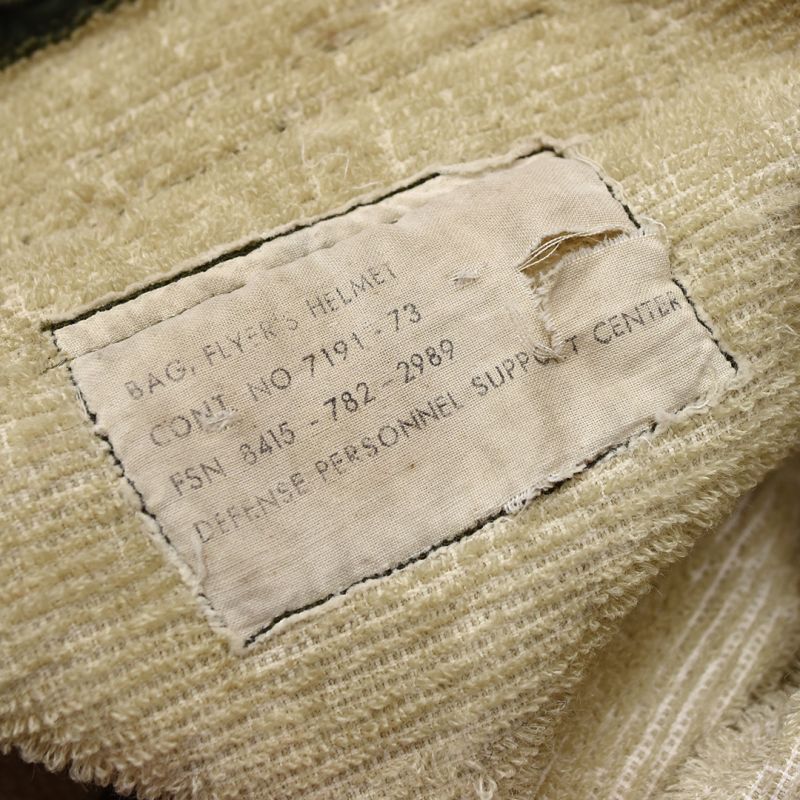 BAG, FLYER'S HELMET
CONT. NO 7191-73
FSN 8415-782-2989
DEFENSE PERSONNEL SUPPORT CENTER